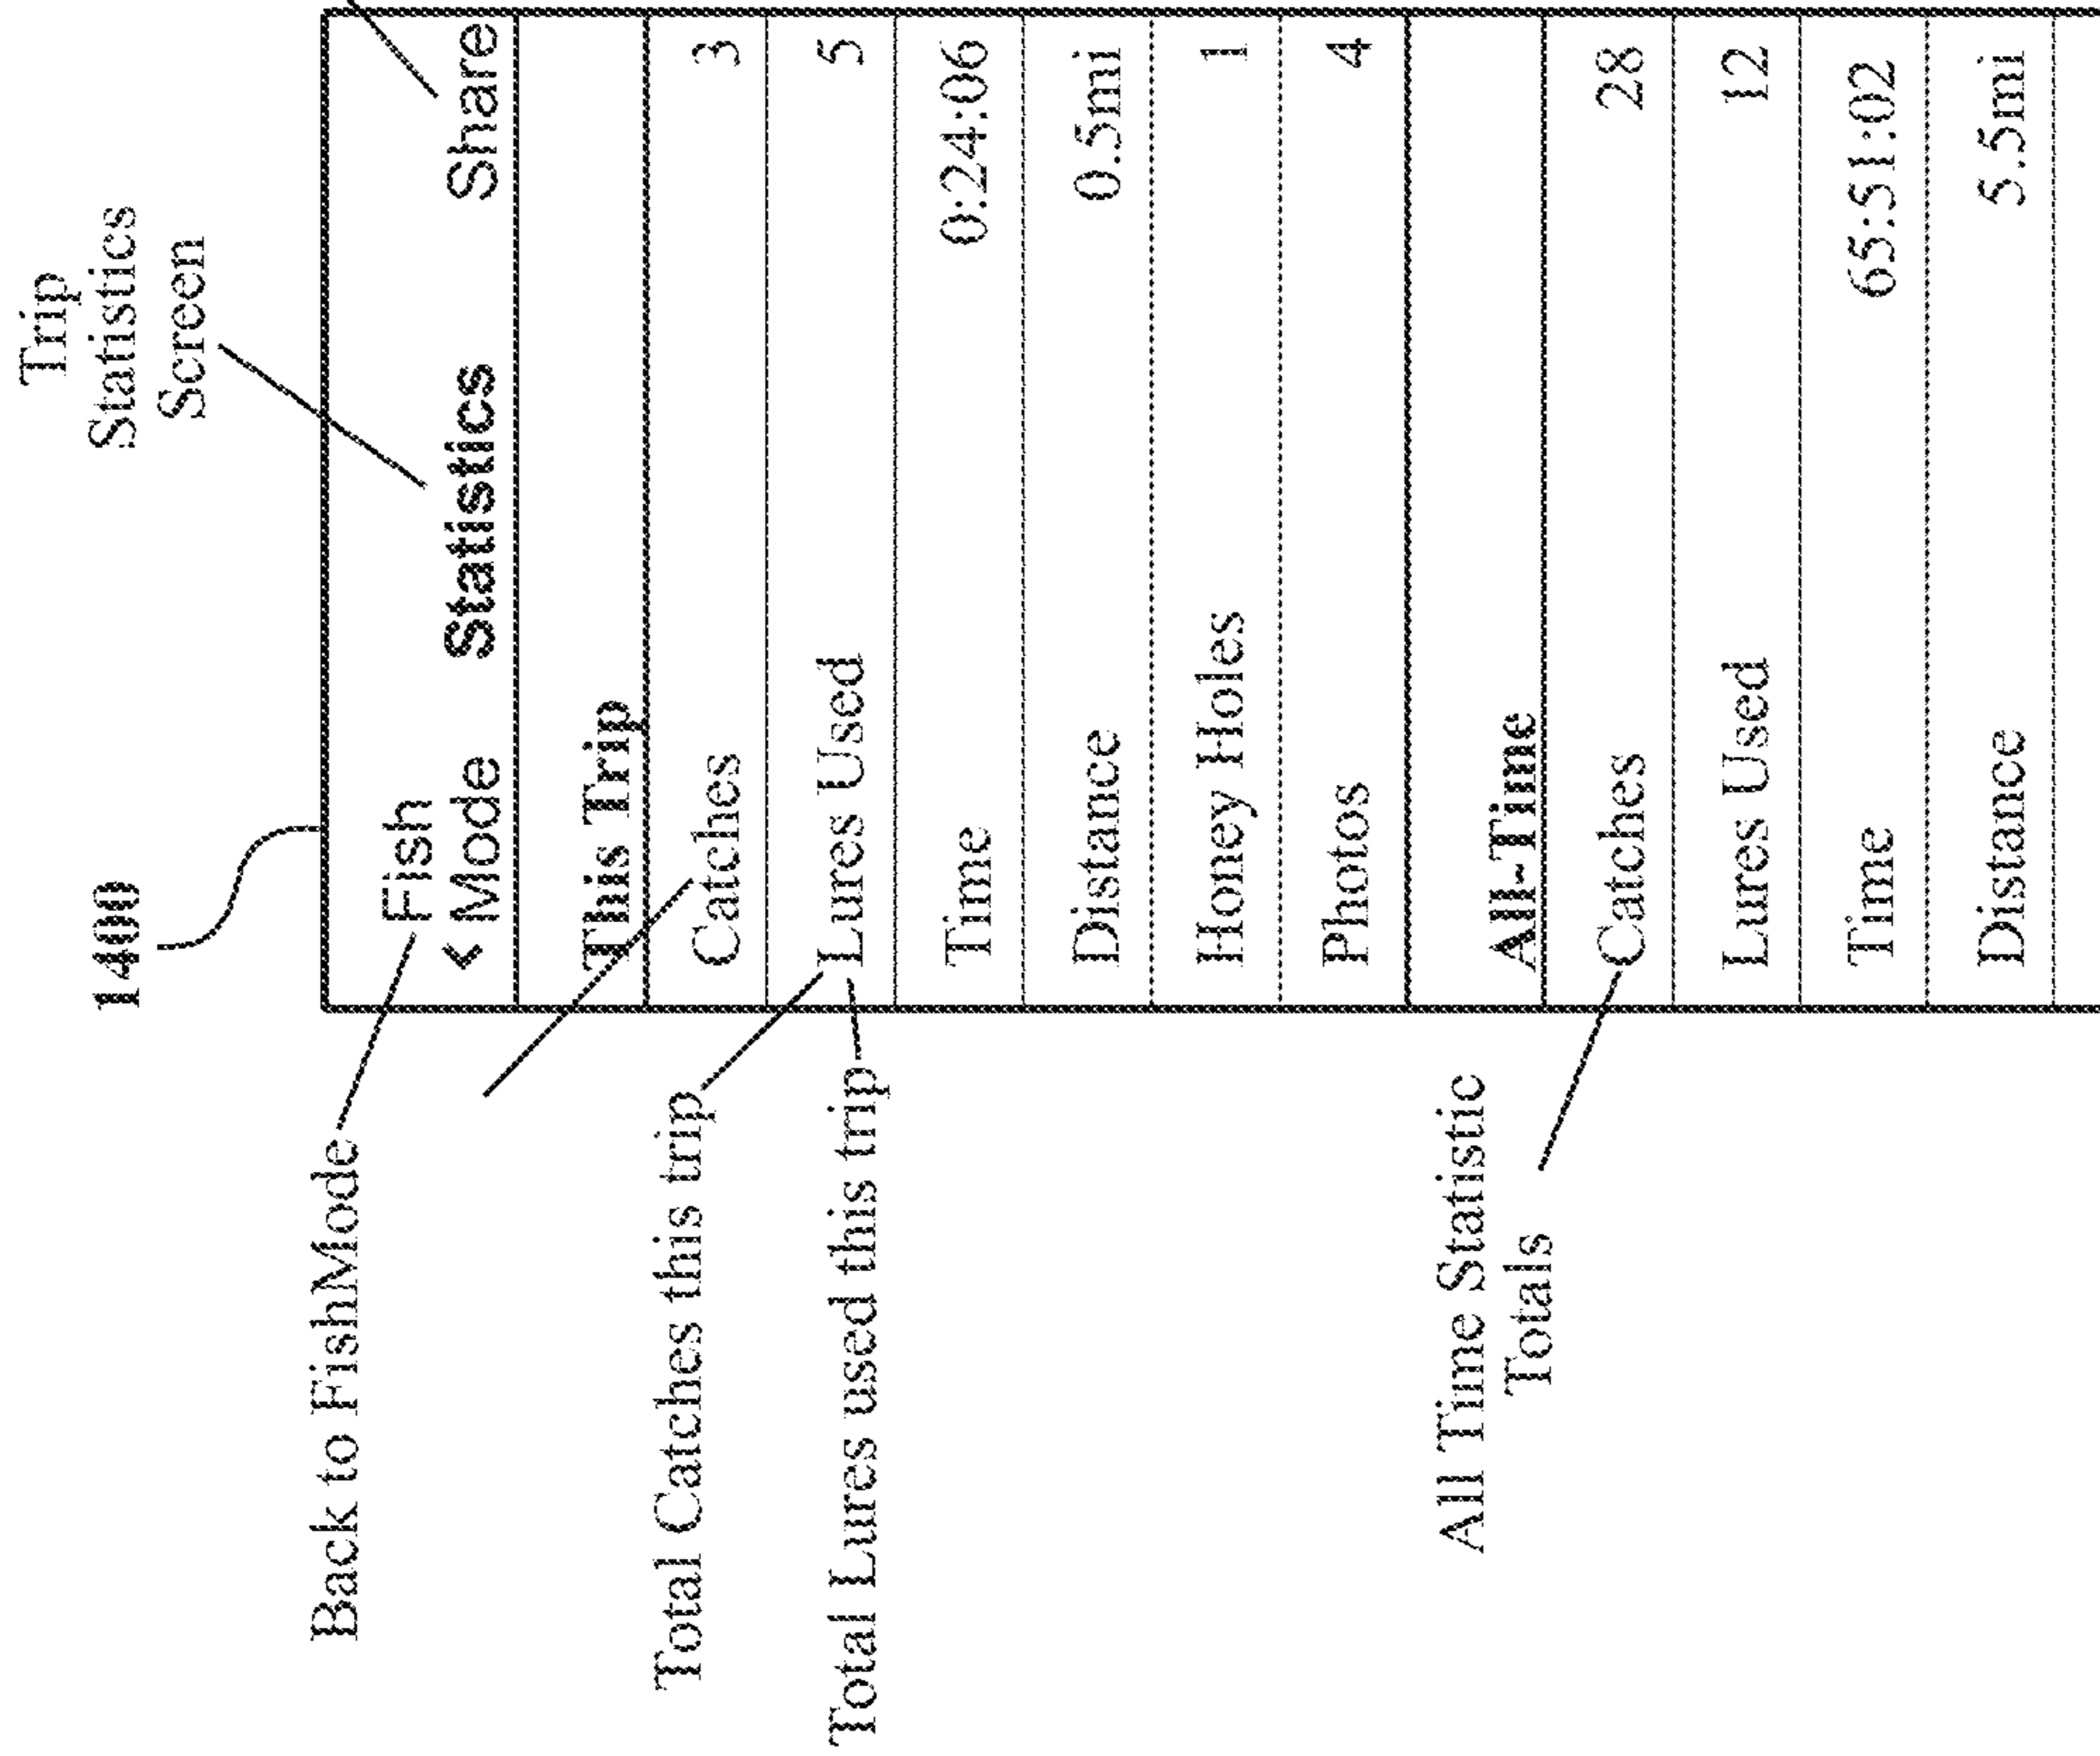 1400
Trip
Statistics
Screen
Back to FishMode
Fish
< Mode Statistics Share
This Trip
Catches 3
Total Catches this trip
Lures Used 5
Total Lures used this trip
Time 0:24:06
Distance 0.5mi
Honey Holes 1
Photos 4
All-Time
All Time Statistic
Totals
Catches 28
Lures Used 12
Time 65:51:02
Distance 5.5mi